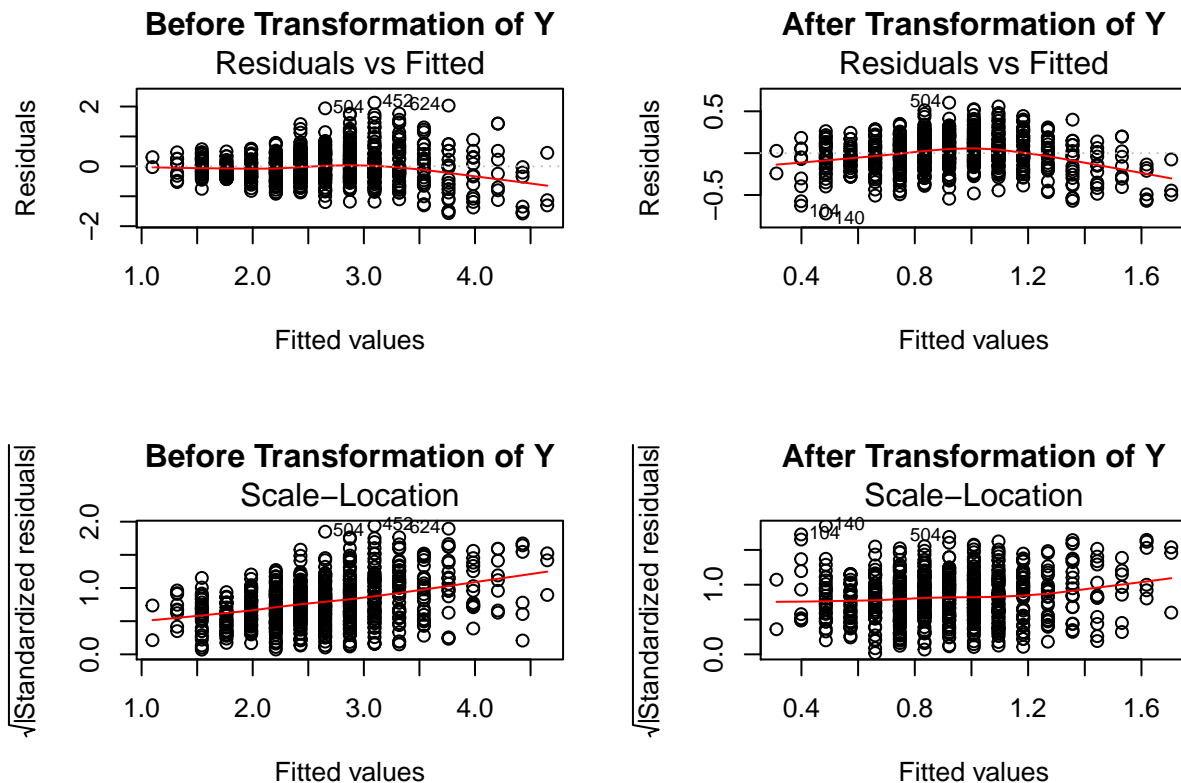 Before Transformation of Y
Residuals vs Fitted
Residuals
2
0
−2
504
452
624
1.0
2.0
3.0
4.0
Fitted values
After Transformation of Y
Residuals vs Fitted
Residuals
0.5
−0.5
504
104
140
0.4
0.8
1.2
1.6
Fitted values
Before Transformation of Y
Scale−Location
√|Standardized residuals|
2.0
1.0
0.0
504
452
624
1.0
2.0
3.0
4.0
Fitted values
After Transformation of Y
Scale−Location
√|Standardized residuals|
1.0
0.0
140
104
504
0.4
0.8
1.2
1.6
Fitted values